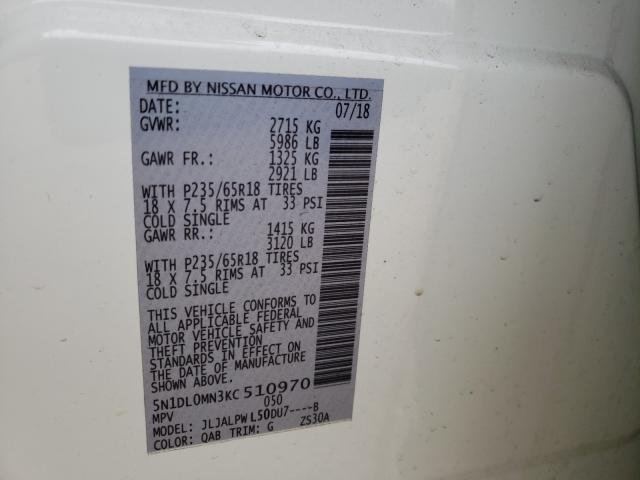 MFD BY NISSAN MOTOR CO., LTD.
DATE: 07/18
GVWR: 2715 KG
5986 LB
GAWR FR.: 1325 KG
2921 LB
WITH P235/65R18 TIRES
18 X 7.5 RIMS AT 33 PSI
COLD SINGLE
GAWR RR.: 1415 KG
3120 LB
WITH P235/65R18 TIRES
18 X 7.5 RIMS AT 33 PSI
COLD SINGLE
THIS VEHICLE CONFORMS TO
ALL APPLICABLE FEDERAL
MOTOR VEHICLE SAFETY AND
THEFT PREVENTION
STANDARDS IN EFFECT ON
THE DATE OF MANUFACTURE
SHOWN ABOVE.
5N1DL0MN3KC510970
MPV 050
MODEL: JLJALPWL50DU7----B
COLOR: QAB TRIM: G ZS30A